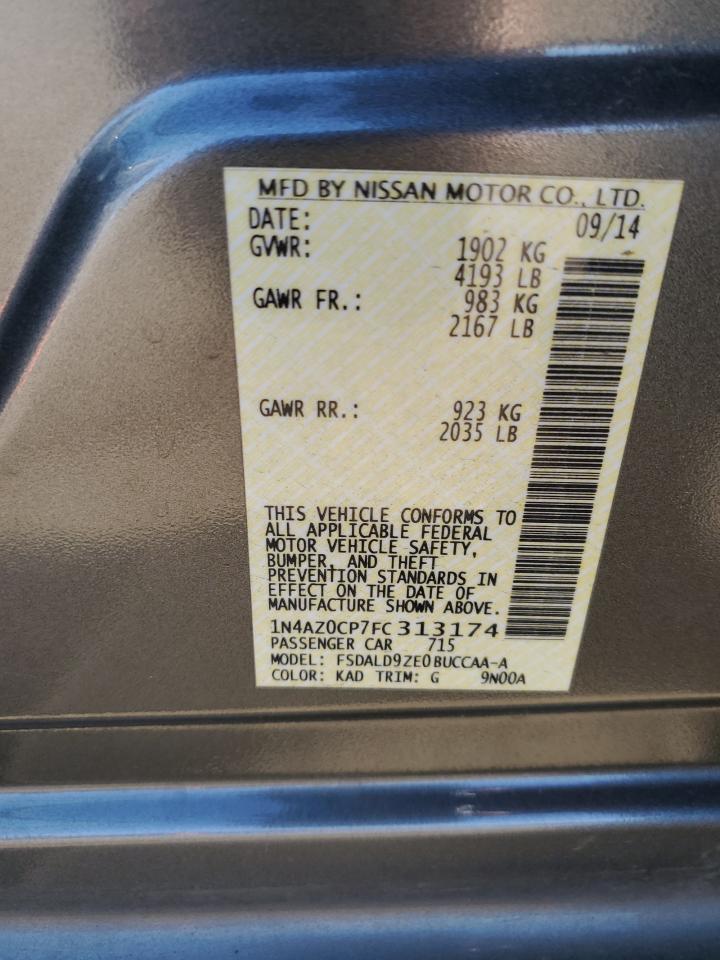 MFD BY NISSAN MOTOR CO., LTD.
DATE: 09/14
GVWR: 1902 KG
4193 LB
GAWR FR.: 983 KG
2167 LB
GAWR RR.: 923 KG
2035 LB
THIS VEHICLE CONFORMS TO
ALL APPLICABLE FEDERAL
MOTOR VEHICLE SAFETY,
BUMPER, AND THEFT
PREVENTION STANDARDS IN
EFFECT ON THE DATE OF
MANUFACTURE SHOWN ABOVE.
1N4AZ0CP7FC313174
PASSENGER CAR 715
MODEL: FSDALD9ZE0BUCCAA-A
COLOR: KAD TRIM: G 9N00A